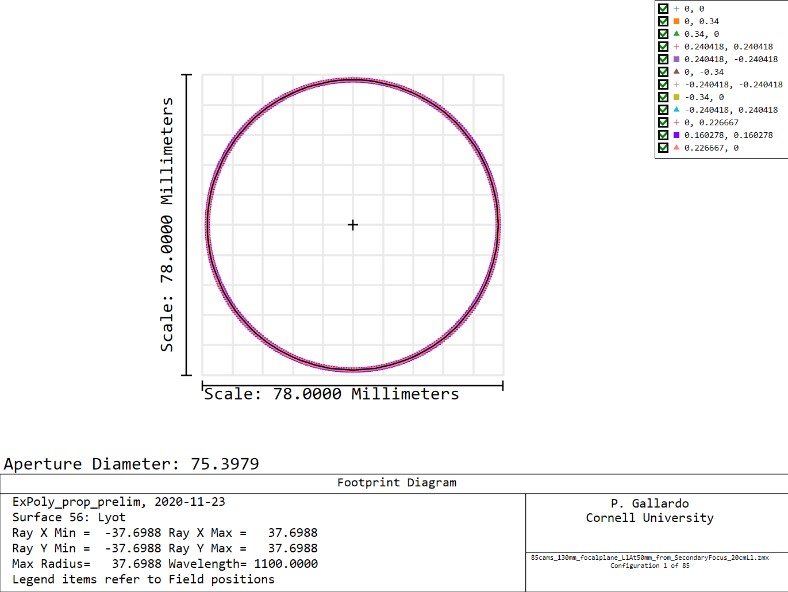 0, 0
0, 0.34
0.34, 0
0.240418, 0.240418
0.240418, -0.240418
0, -0.34
-0.240418, -0.240418
-0.34, 0
-0.240418, 0.240418
0, 0.226667
0.160278, 0.160278
0.226667, 0
Scale: 78.0000 Millimeters
Scale: 78.0000 Millimeters
Aperture Diameter: 75.3979
Footprint Diagram
ExPoly_prop_prelim, 2020-11-23
Surface 56: Lyot
Ray X Min = -37.6988 Ray X Max = 37.6988
Ray Y Min = -37.6988 Ray Y Max = 37.6988
Max Radius= 37.6988 Wavelength= 1100.0000
Legend items refer to Field positions
P. Gallardo
Cornell University
85cams_130mm_focalplane_L1At50mm_from_SecondaryFocus_20cmL1.zmx
Configuration 1 of 85